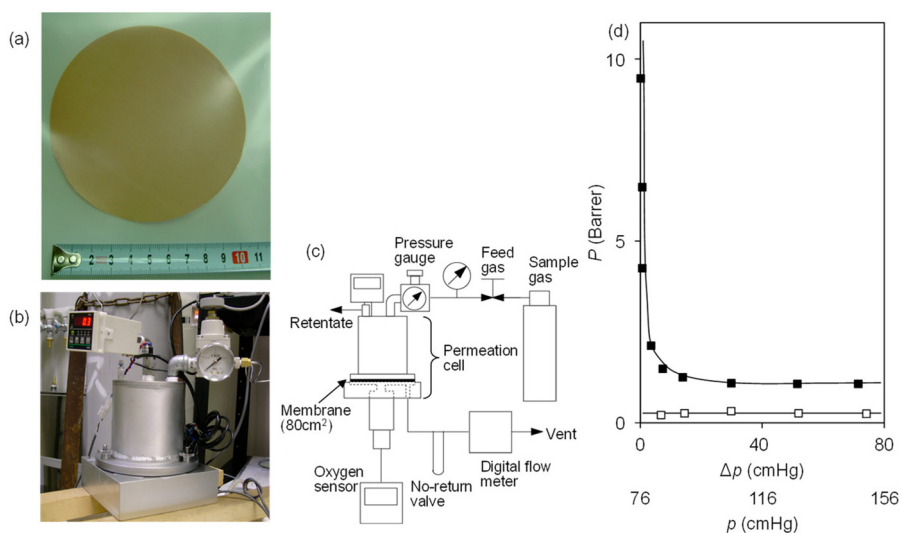 (a)
2 3 4 5 6 7 8 9 10 11
(b)
(c)
Pressure
gauge
Feed
gas
Sample
gas
Retentate
Permeation
cell
Membrane
(80cm²)
Vent
Oxygen
sensor
No-return
valve
Digital flow
meter
(d)
10
5
0
P (Barrer)
0 40 80
Δp (cmHg)
76 116 156
p (cmHg)